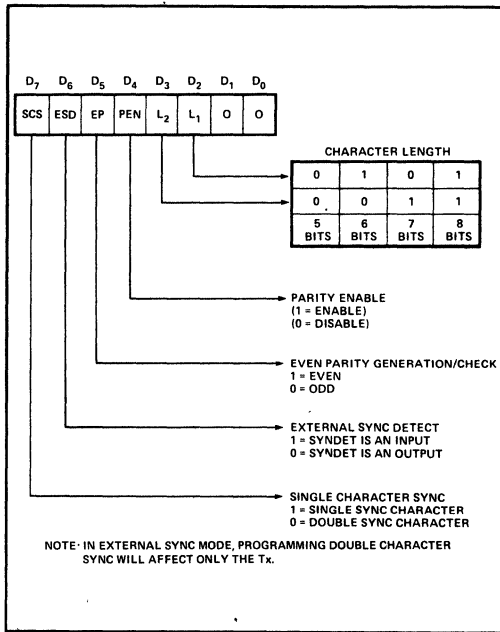 D7 D6 D5 D4 D3 D2 D1 D0
SCS ESD EP PEN L2 L1 0 0
CHARACTER LENGTH
0 1 0 1
0 0 1 1
5 BITS 6 BITS 7 BITS 8 BITS
PARITY ENABLE
(1 = ENABLE)
(0 = DISABLE)
EVEN PARITY GENERATION/CHECK
1 = EVEN
0 = ODD
EXTERNAL SYNC DETECT
1 = SYNDET IS AN INPUT
0 = SYNDET IS AN OUTPUT
SINGLE CHARACTER SYNC
1 = SINGLE SYNC CHARACTER
0 = DOUBLE SYNC CHARACTER
NOTE· IN EXTERNAL SYNC MODE, PROGRAMMING DOUBLE CHARACTER
SYNC WILL AFFECT ONLY THE Tx.